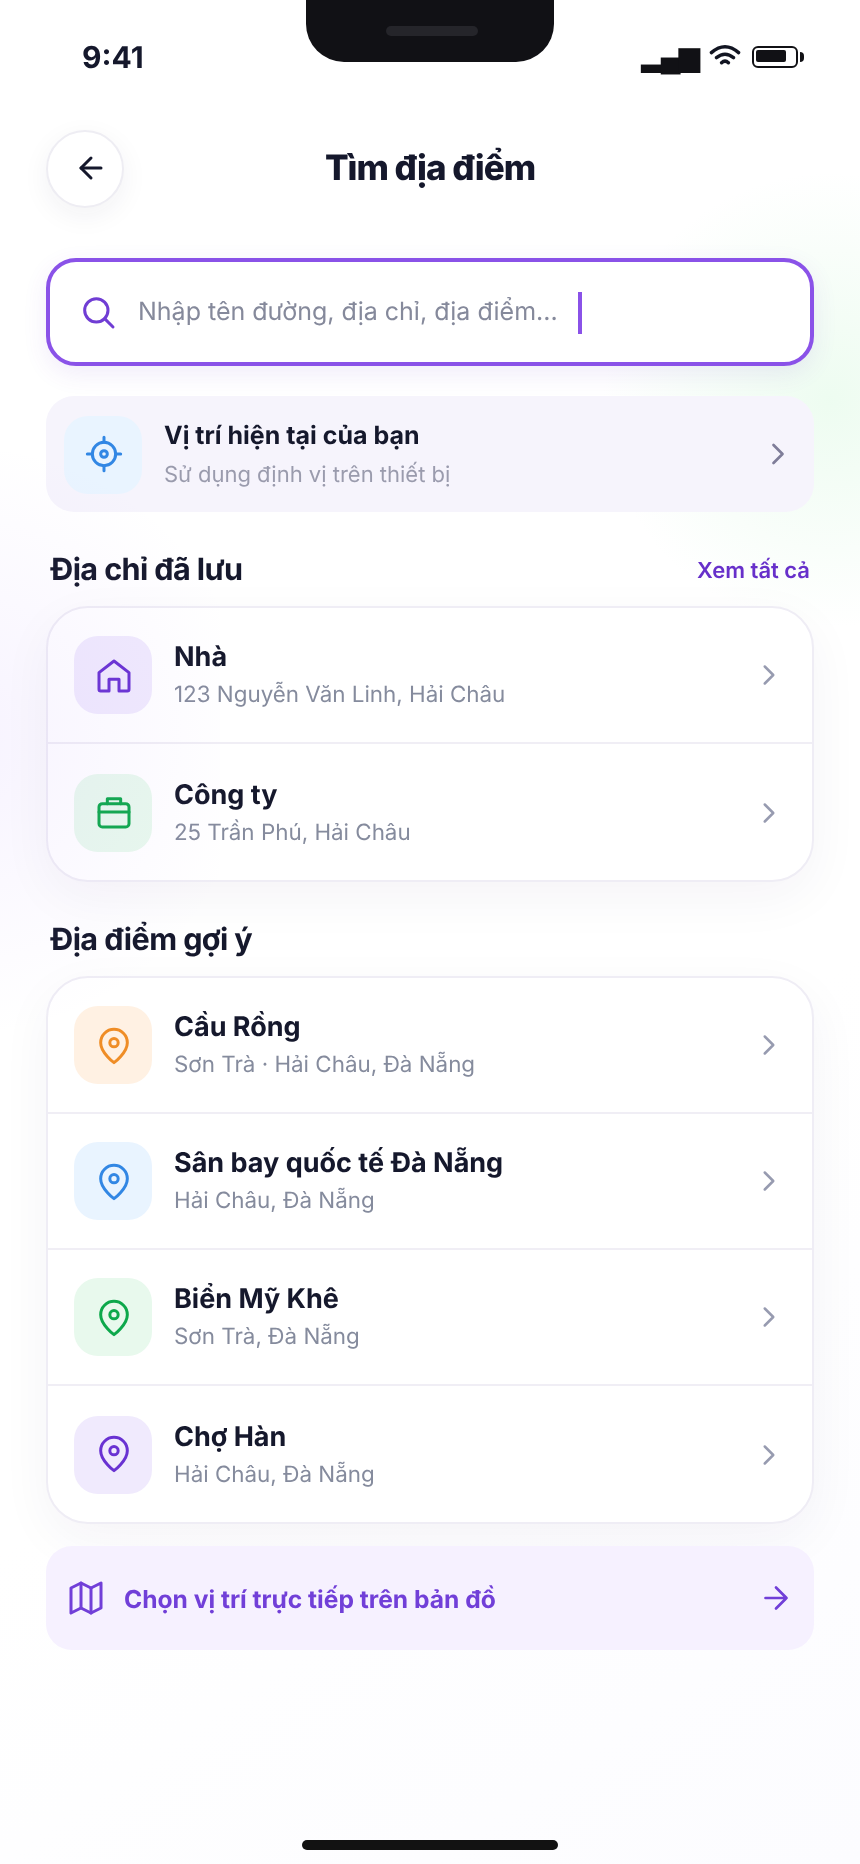 9:41
Tìm địa điểm
Nhập tên đường, địa chỉ, địa điểm...
Vị trí hiện tại của bạn
Sử dụng định vị trên thiết bị
Địa chỉ đã lưu
Xem tất cả
Nhà
123 Nguyễn Văn Linh, Hải Châu
Công ty
25 Trần Phú, Hải Châu
Địa điểm gợi ý
Cầu Rồng
Sơn Trà · Hải Châu, Đà Nẵng
Sân bay quốc tế Đà Nẵng
Hải Châu, Đà Nẵng
Biển Mỹ Khê
Sơn Trà, Đà Nẵng
Chợ Hàn
Hải Châu, Đà Nẵng
Chọn vị trí trực tiếp trên bản đồ